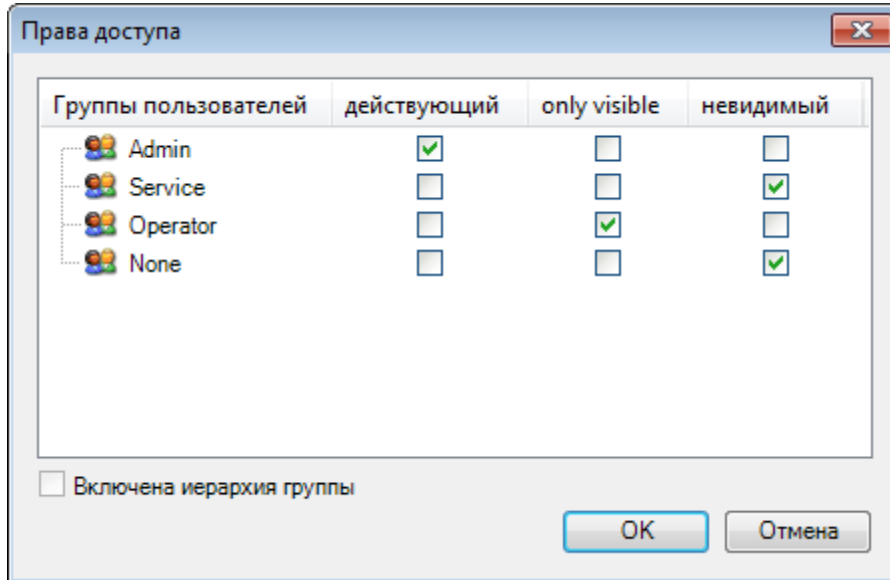 Права доступа
Группы пользователей действующий only visible невидимый
Admin
Service
Operator
None
Включена иерархия группы
OK Отмена